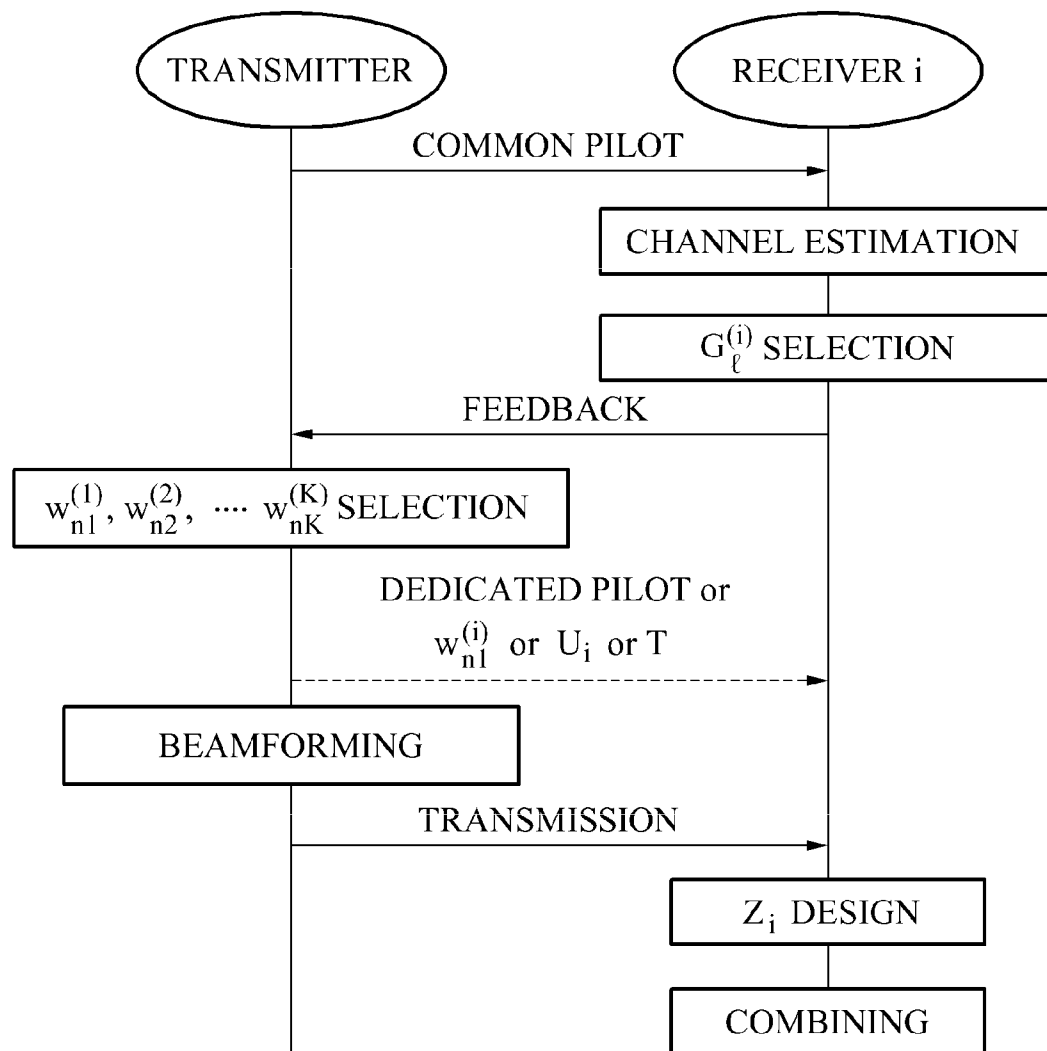 TRANSMITTER
RECEIVER i
COMMON PILOT
CHANNEL ESTIMATION
G_ℓ^(i) SELECTION
FEEDBACK
w_n1^(1), w_n2^(2), ···· w_nK^(K) SELECTION
DEDICATED PILOT or
w_n1^(i) or U_i or T
BEAMFORMING
TRANSMISSION
Z_i DESIGN
COMBINING